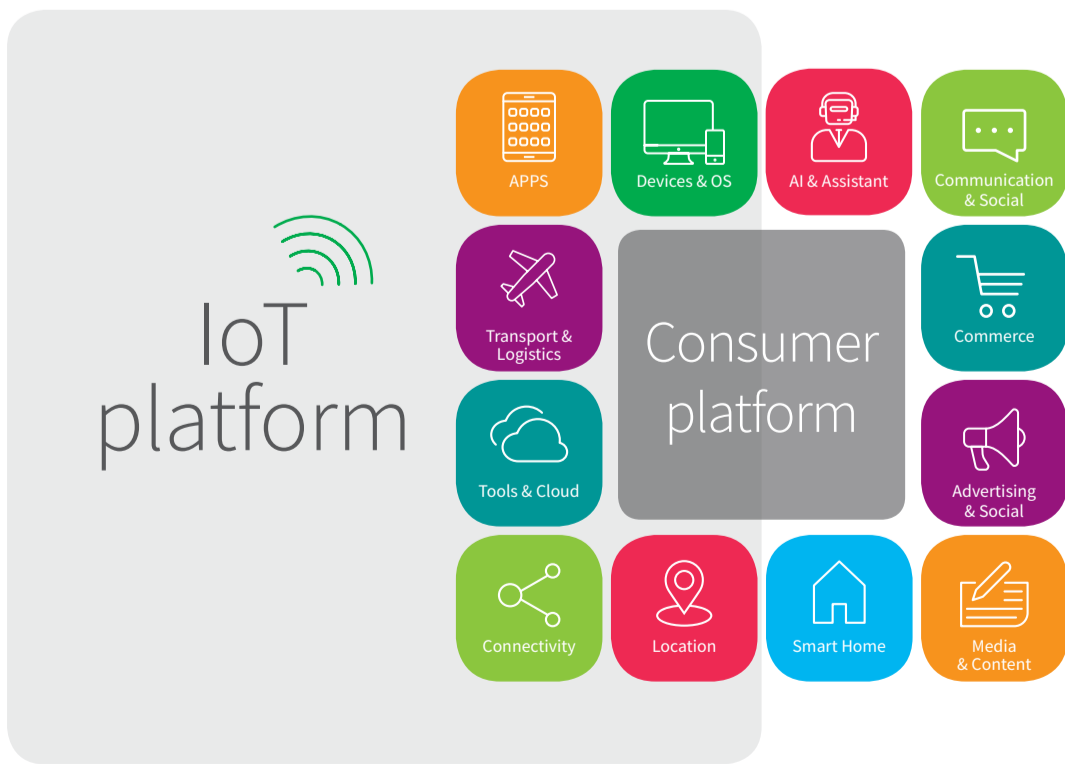 IoT
platform
APPS
Devices & OS
AI & Assistant
Communication
& Social
Transport &
Logistics
Consumer
platform
Commerce
Tools & Cloud
Advertising
& Social
Connectivity
Location
Smart Home
Media
& Content